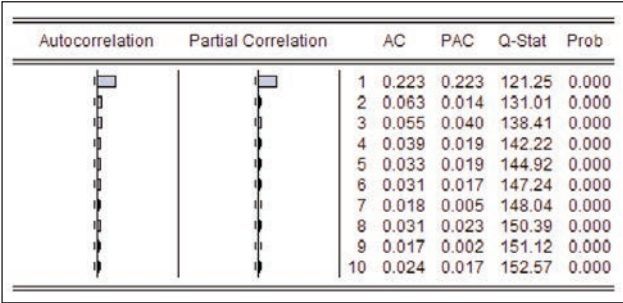 Autocorrelation Partial Correlation AC PAC Q-Stat Prob
1 0.223 0.223 121.25 0.000
2 0.063 0.014 131.01 0.000
3 0.055 0.040 138.41 0.000
4 0.039 0.019 142.22 0.000
5 0.033 0.019 144.92 0.000
6 0.031 0.017 147.24 0.000
7 0.018 0.005 148.04 0.000
8 0.031 0.023 150.39 0.000
9 0.017 0.002 151.12 0.000
10 0.024 0.017 152.57 0.000